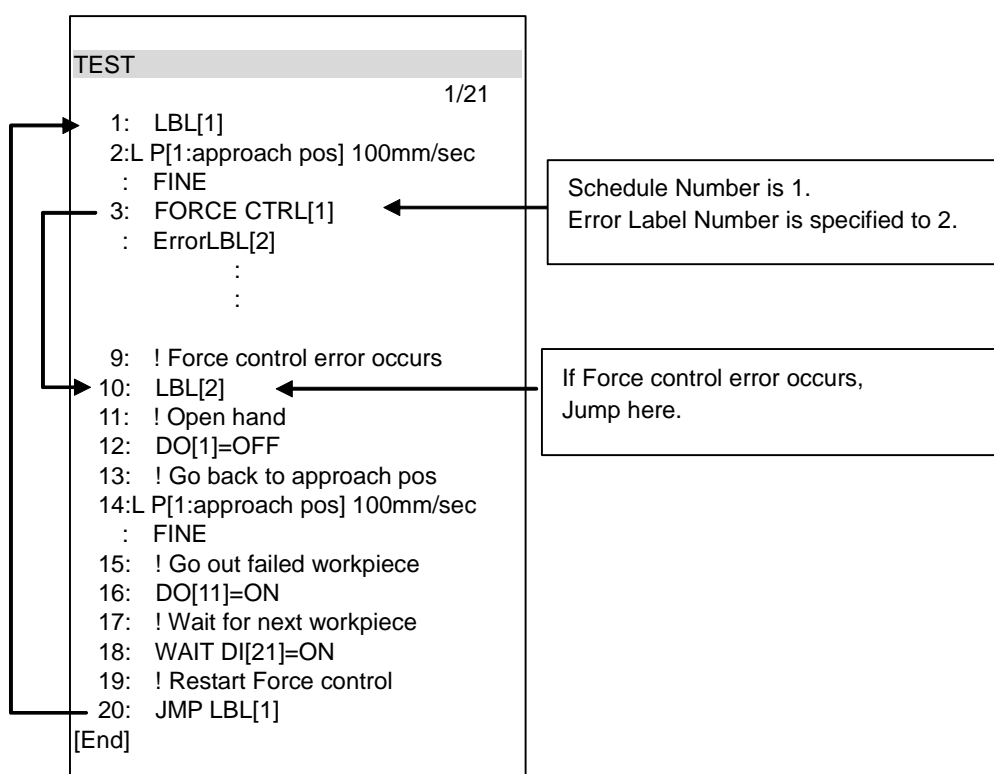 TEST
1/21
1: LBL[1]
2:L P[1:approach pos] 100mm/sec
: FINE
3: FORCE CTRL[1]
: ErrorLBL[2]
:
:
9: ! Force control error occurs
10: LBL[2]
11: ! Open hand
12: DO[1]=OFF
13: ! Go back to approach pos
14:L P[1:approach pos] 100mm/sec
: FINE
15: ! Go out failed workpiece
16: DO[11]=ON
17: ! Wait for next workpiece
18: WAIT DI[21]=ON
19: ! Restart Force control
20: JMP LBL[1]
[End]
Schedule Number is 1.
Error Label Number is specified to 2.
If Force control error occurs,
Jump here.